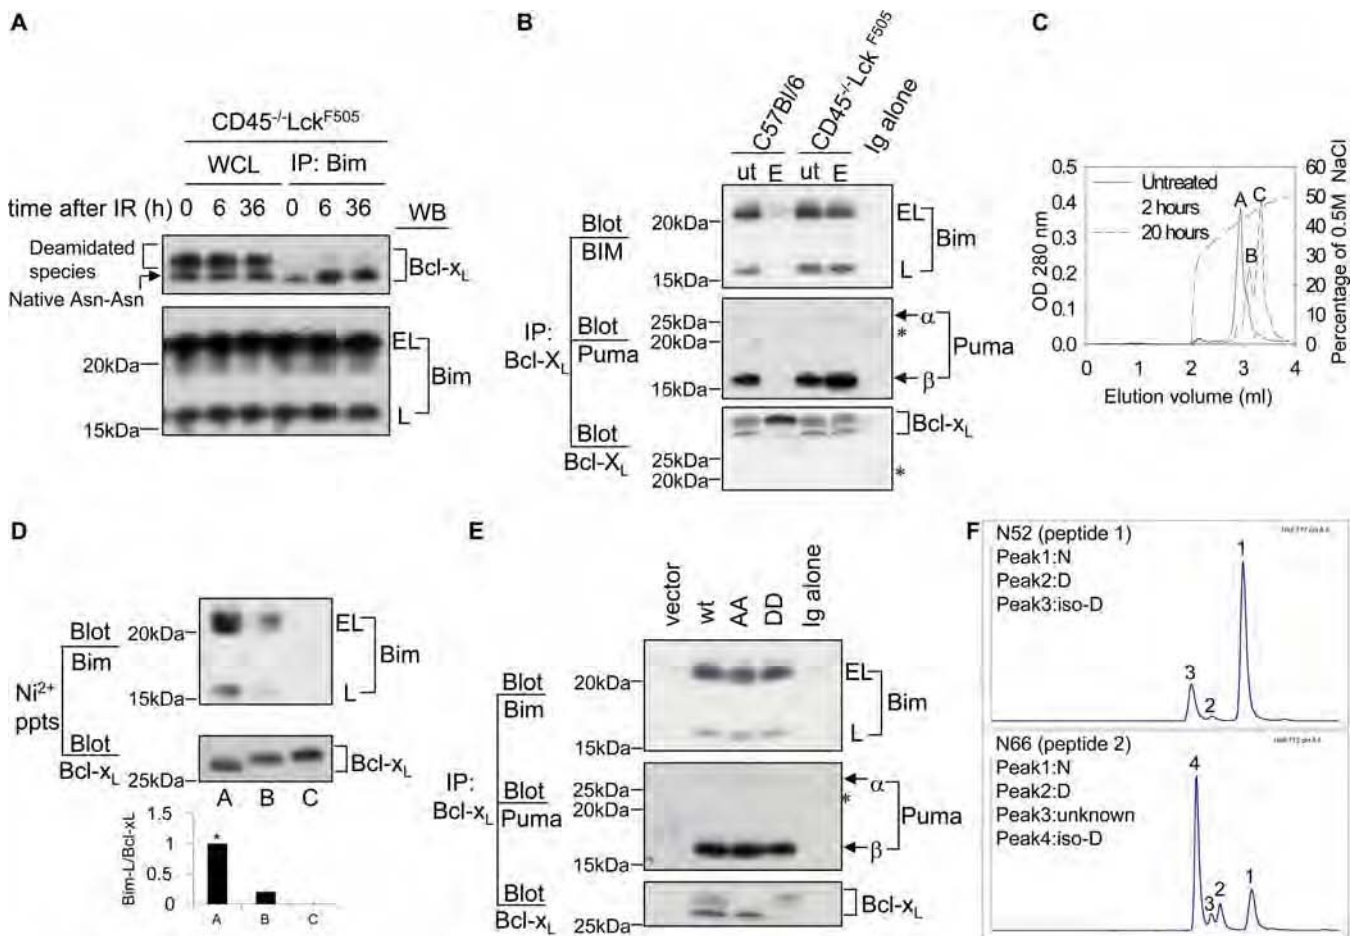 A
CD45-/-LckF505
WCL IP: Bim
time after IR (h) 0 6 36 0 6 36 WB
Deamidated species
Native Asn-Asn
Bcl-xL
20kDa
15kDa
EL
L
Bim
B
C57Bl/6
CD45-/-Lck F505
Ig alone
ut E ut E
IP:
Bcl-XL
Blot
BIM
20kDa
15kDa
EL
L
Bim
Blot
Puma
25kDa
20kDa
15kDa
α
*
β
Puma
Blot
Bcl-XL
25kDa
20kDa
Bcl-xL
*
C
OD 280 nm
0.5
0.4
0.3
0.2
0.1
0.0
Untreated
2 hours
20 hours
A
B
C
60
50
40
30
20
10
0
Percentage of 0.5M NaCl
0 1 2 3 4
Elution volume (ml)
D
Ni2+
ppts
Blot
Bim
20kDa
15kDa
EL
L
Bim
Blot
Bcl-xL
25kDa
Bcl-xL
A B C
Bim-L/Bcl-xL
1.5
1
0.5
0
*
A B C
E
vector
wt
AA
DD
Ig alone
IP:
Bcl-xL
Blot
Bim
20kDa
15kDa
EL
L
Bim
Blot
Puma
25kDa
20kDa
15kDa
α
*
β
Puma
Blot
Bcl-xL
25kDa
Bcl-xL
F
N52 (peptide 1)
Peak1:N
Peak2:D
Peak3:iso-D
3
2
1
N66 (peptide 2)
Peak1:N
Peak2:D
Peak3:unknown
Peak4:iso-D
4
3
2
1